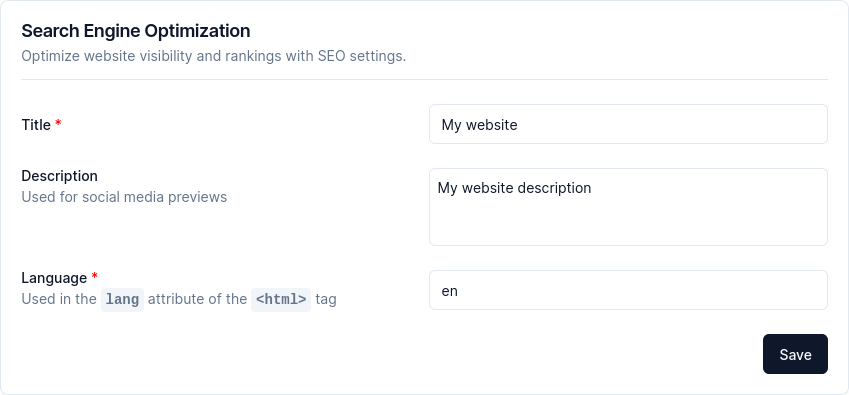 Search Engine Optimization
Optimize website visibility and rankings with SEO settings.
Title *
My website
Description
Used for social media previews
My website description
Language *
Used in the lang attribute of the <html> tag
en
Save